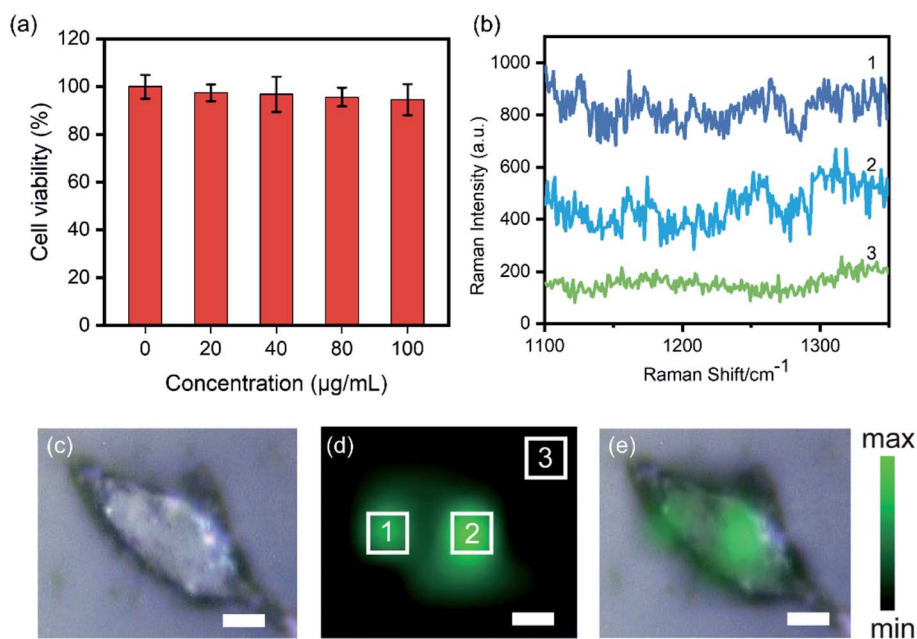 (a)
120
100
80
60
40
20
0
Cell viability (%)
0 20 40 80 100
Concentration (µg/mL)
(b)
1000
800
600
400
200
0
Raman Intensity (a.u.)
1
2
3
1100 1200 1300
Raman Shift/cm-1
(c)
(d)
3
1
2
(e)
max
min